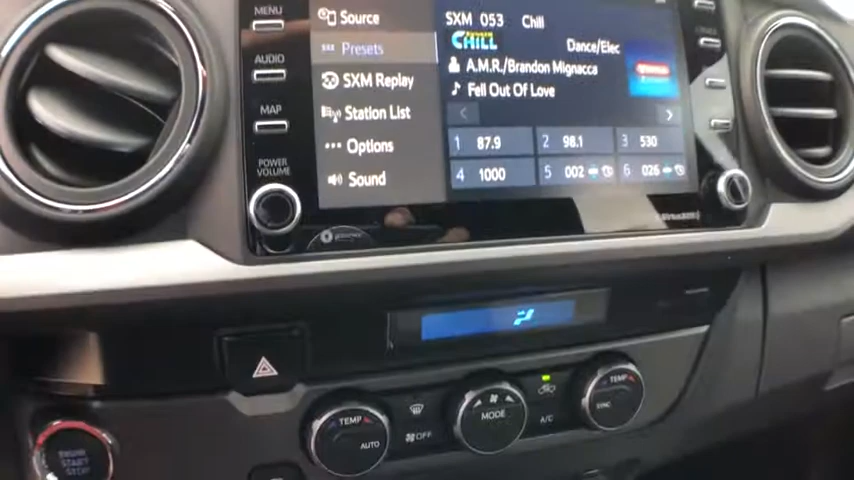 MENU
AUDIO
MAP
POWER
VOLUME
Source
Presets
SXM Replay
Station List
Options
Sound
SXM 053 Chill
CHILL
Dance/Elec
A.M.R./Brandon Mignacca
Fell Out Of Love
1 87.9
2 98.1
3 530
4 1000
5 002
6 026
TEMP
AUTO
OFF
MODE
A/C
TEMP
SYNC
ENGINE
START
STOP